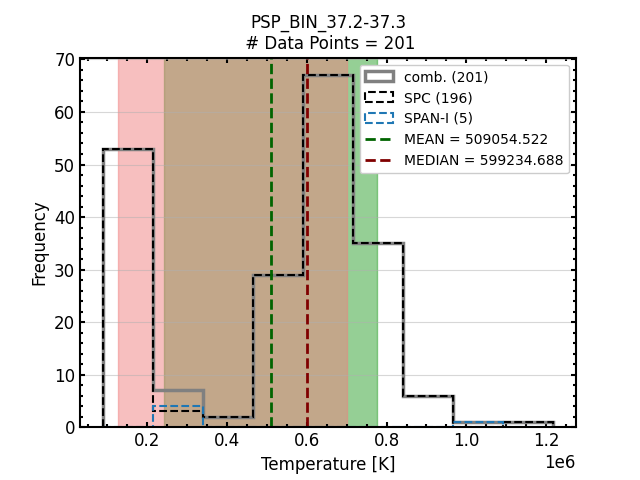 PSP_BIN_37.2-37.3
# Data Points = 201
comb. (201)
SPC (196)
SPAN-I (5)
MEAN = 509054.522
MEDIAN = 599234.688
Frequency
70
60
50
40
30
20
10
0
0.2 0.4 0.6 0.8 1.0 1.2
1e6
Temperature [K]